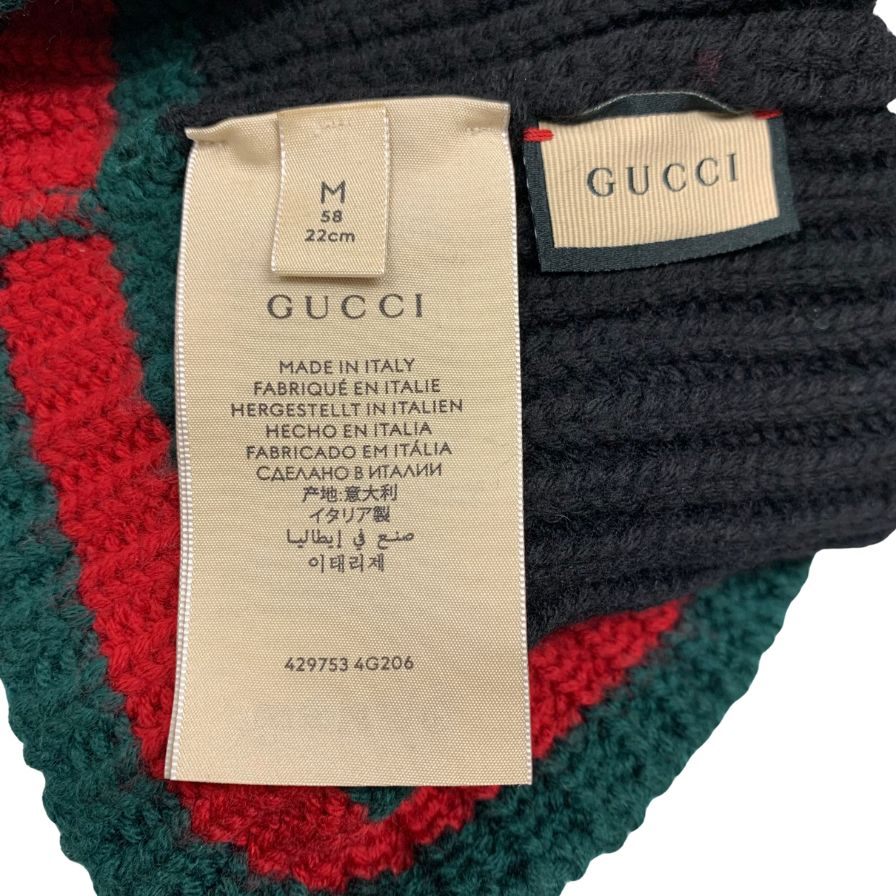 M
58
22cm
GUCCI
MADE IN ITALY
FABRIQUÉ EN ITALIE
HERGESTELLT IN ITALIEN
HECHO EN ITALIA
FABRICADO EM ITÁLIA
СДЕЛАНО В ИТАЛИИ
产地:意大利
イタリア製
صنع في إيطاليا
이태리제
429753 4G206
GUCCI